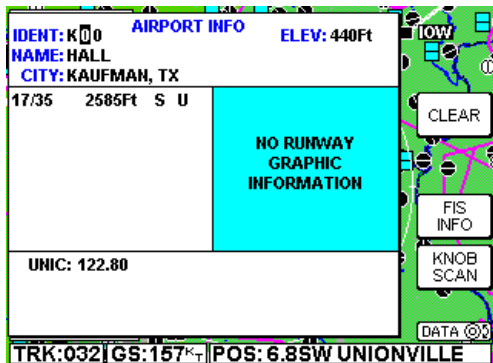 AIRPORT INFO
IDENT: K00 ELEV: 440Ft
NAME: HALL
CITY: KAUFMAN, TX
17/35 2585Ft S U
NO RUNWAY
GRAPHIC
INFORMATION
UNIC: 122.80
IOW
CLEAR
FIS
INFO
KNOB
SCAN
DATA
TRK:032 GS:157KT POS: 6.8SW UNIONVILLE